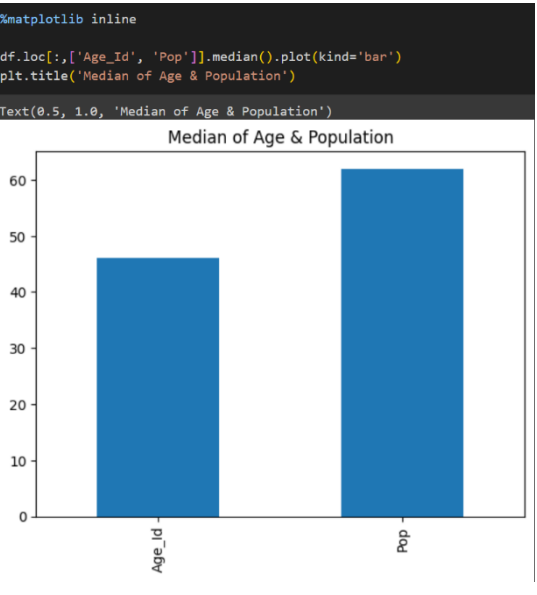 %matplotlib inline
df.loc[:,['Age_Id', 'Pop']].median().plot(kind='bar')
plt.title('Median of Age & Population')
Text(0.5, 1.0, 'Median of Age & Population')
Median of Age & Population
60
50
40
30
20
10
0
Age_Id
Pop